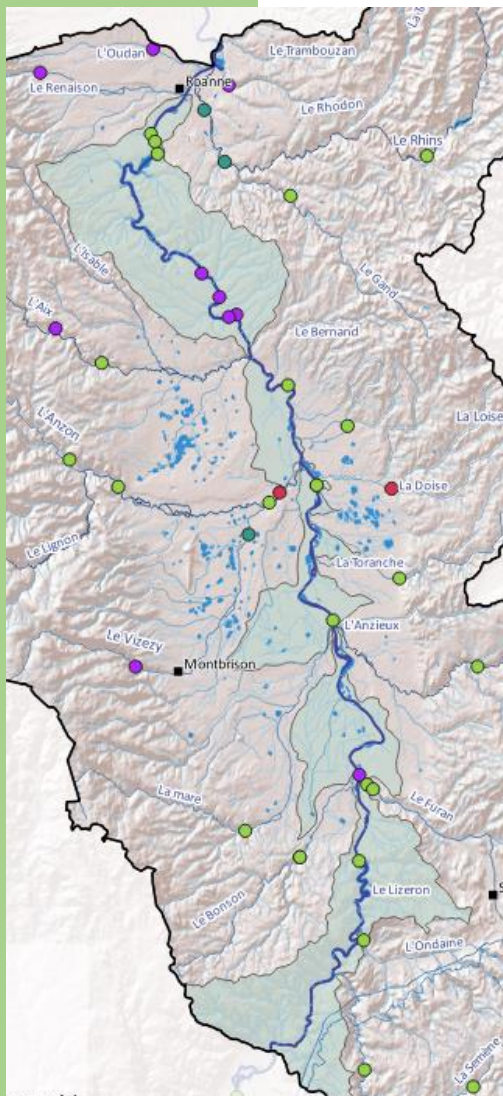 L'Oudan
Le Trambouzan
Roanne
Le Renaison
Le Rhodon
Le Rhins
L'Isable
Le Gand
L'Aix
Le Bernand
L'Anzon
La Loise
La Doise
Le Lignon
La Toranche
L'Anzieux
Le Vizezy
Montbrison
La mare
Le Furan
Le Lizeron
Le Bonson
L'Ondaine
La Semène